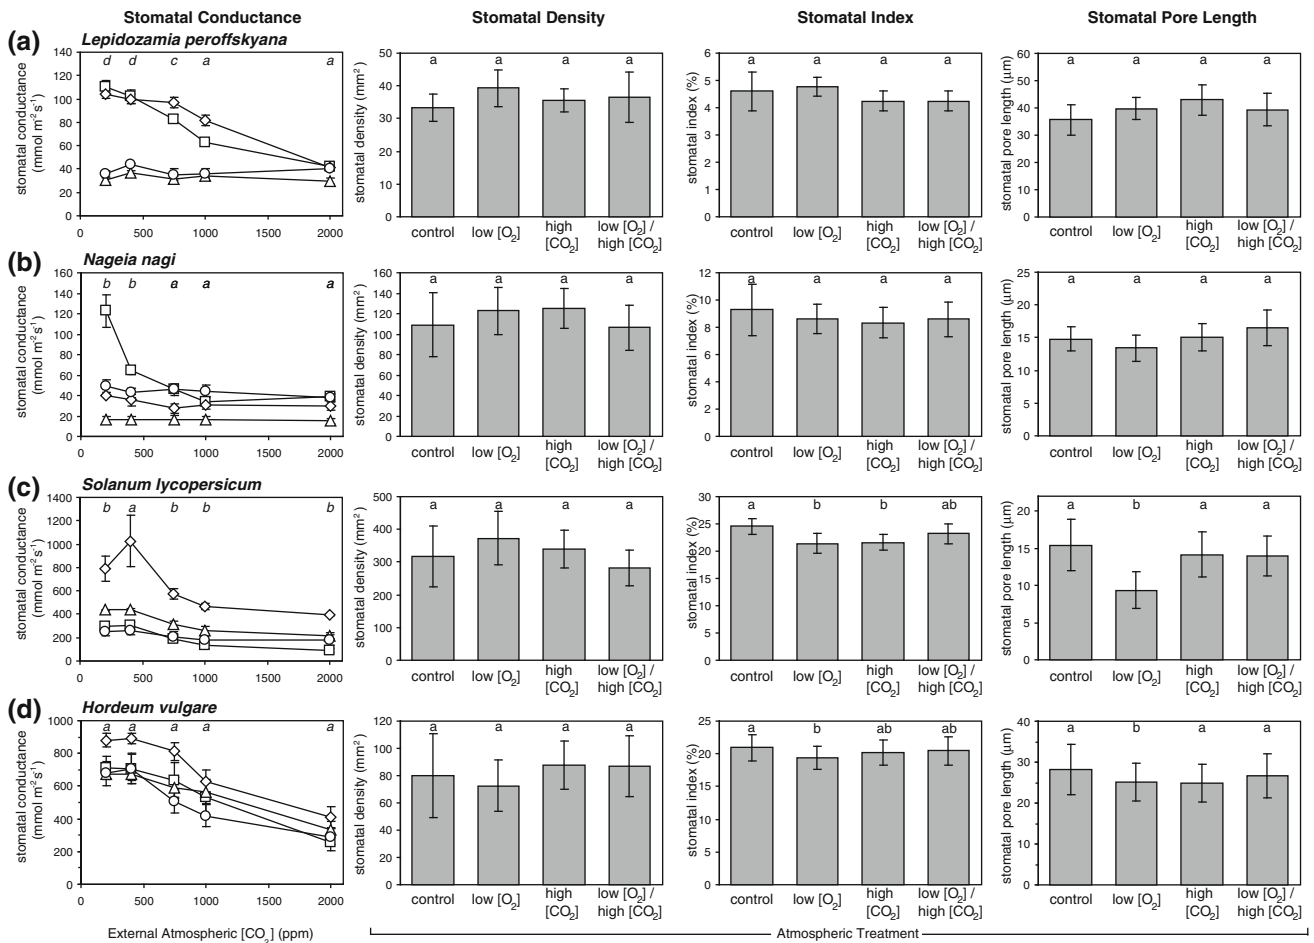 Stomatal Conductance Stomatal Density Stomatal Index Stomatal Pore Length
(a) Lepidozamia peroffskyana
stomatal conductance
(mmol m⁻² s⁻¹)
140
120
100
80
60
40
20
0
d d c a a
0 500 1000 1500 2000
stomatal density (mm²)
50
40
30
20
10
0
a a a a
control low [O₂] high [CO₂] low [O₂] / high [CO₂]
stomatal index (%)
6
5
4
3
2
1
0
a a a a
control low [O₂] high [CO₂] low [O₂] / high [CO₂]
stomatal pore length (µm)
60
50
40
30
20
10
0
a a a a
control low [O₂] high [CO₂] low [O₂] / high [CO₂]
(b) Nageia nagi
stomatal conductance
(mmol m⁻² s⁻¹)
160
140
120
100
80
60
40
20
0
b b a a a
0 500 1000 1500 2000
stomatal density (mm²)
160
140
120
100
80
60
40
20
0
a a a a
control low [O₂] high [CO₂] low [O₂] / high [CO₂]
stomatal index (%)
12
10
8
6
4
2
0
a a a a
control low [O₂] high [CO₂] low [O₂] / high [CO₂]
stomatal pore length (µm)
25
20
15
10
5
0
a a a a
control low [O₂] high [CO₂] low [O₂] / high [CO₂]
(c) Solanum lycopersicum
stomatal conductance
(mmol m⁻² s⁻¹)
1400
1200
1000
800
600
400
200
0
b a b b b
0 500 1000 1500 2000
stomatal density (mm²)
500
400
300
200
100
0
a a a a
control low [O₂] high [CO₂] low [O₂] / high [CO₂]
stomatal index (%)
30
25
20
15
10
5
0
a b b ab
control low [O₂] high [CO₂] low [O₂] / high [CO₂]
stomatal pore length (µm)
20
15
10
5
0
a b a a
control low [O₂] high [CO₂] low [O₂] / high [CO₂]
(d) Hordeum vulgare
stomatal conductance
(mmol m⁻² s⁻¹)
1000
800
600
400
200
0
a a a a a
0 500 1000 1500 2000
External Atmospheric [CO₂] (ppm)
stomatal density (mm²)
120
100
80
60
40
20
0
a a a a
control low [O₂] high [CO₂] low [O₂] / high [CO₂]
stomatal index (%)
25
20
15
10
5
0
a b ab ab
control low [O₂] high [CO₂] low [O₂] / high [CO₂]
stomatal pore length (µm)
40
30
20
10
0
a b a a
control low [O₂] high [CO₂] low [O₂] / high [CO₂]
Atmospheric Treatment